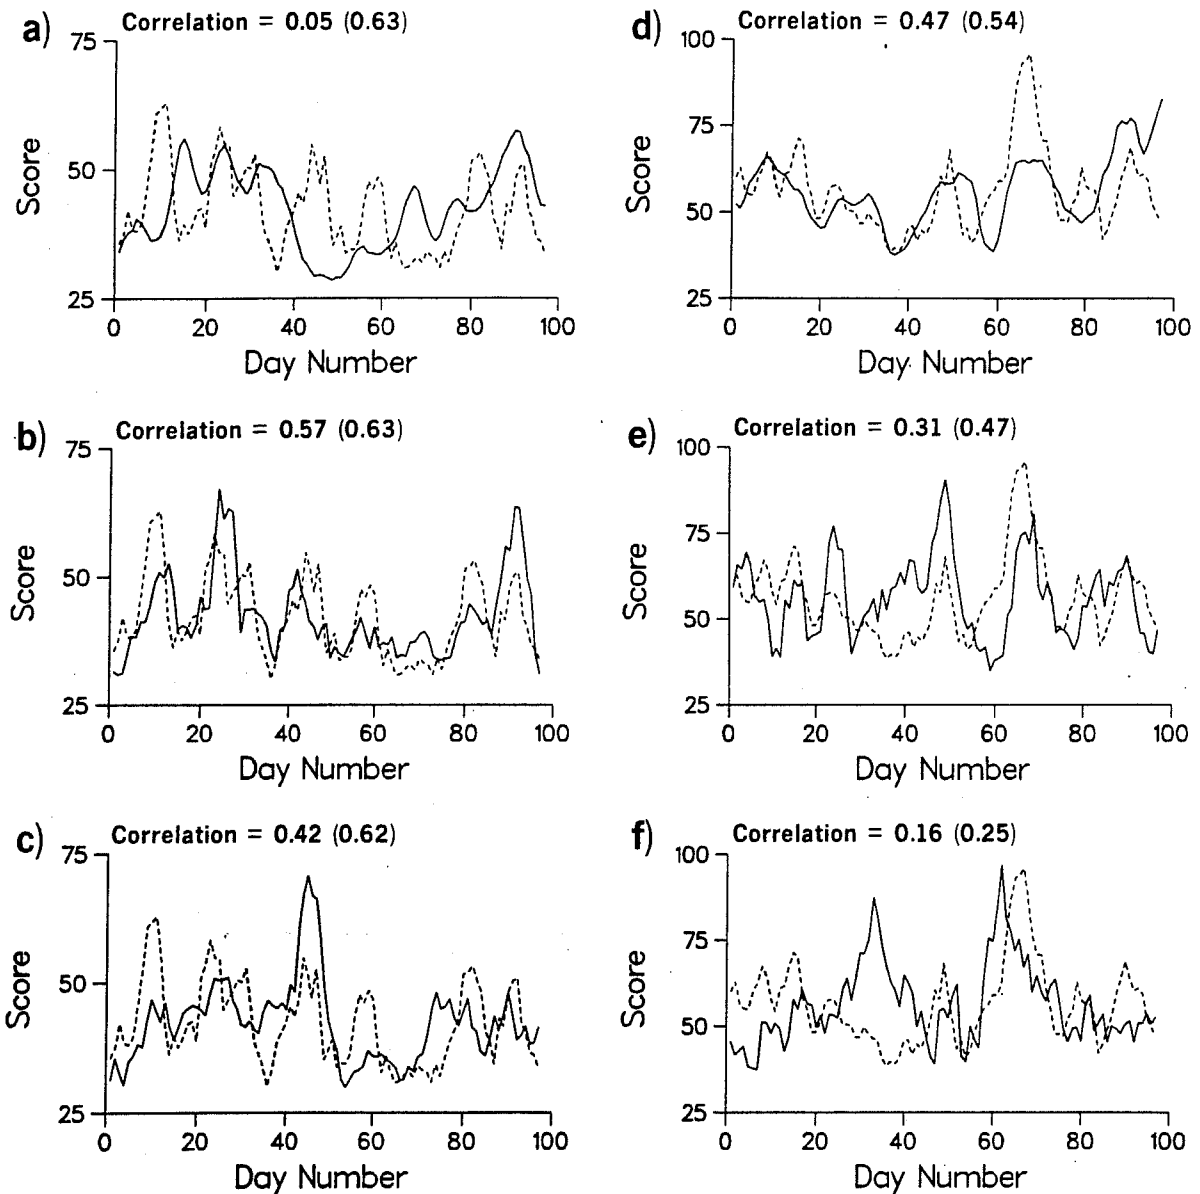 a) Correlation = 0.05 (0.63)
75
50
25
Score
0 20 40 60 80 100
Day Number
b) Correlation = 0.57 (0.63)
75
50
25
Score
0 20 40 60 80 100
Day Number
c) Correlation = 0.42 (0.62)
75
50
25
Score
0 20 40 60 80 100
Day Number
d) Correlation = 0.47 (0.54)
100
75
50
25
Score
0 20 40 60 80 100
Day Number
e) Correlation = 0.31 (0.47)
100
75
50
25
Score
0 20 40 60 80 100
Day Number
f) Correlation = 0.16 (0.25)
100
75
50
25
Score
0 20 40 60 80 100
Day Number